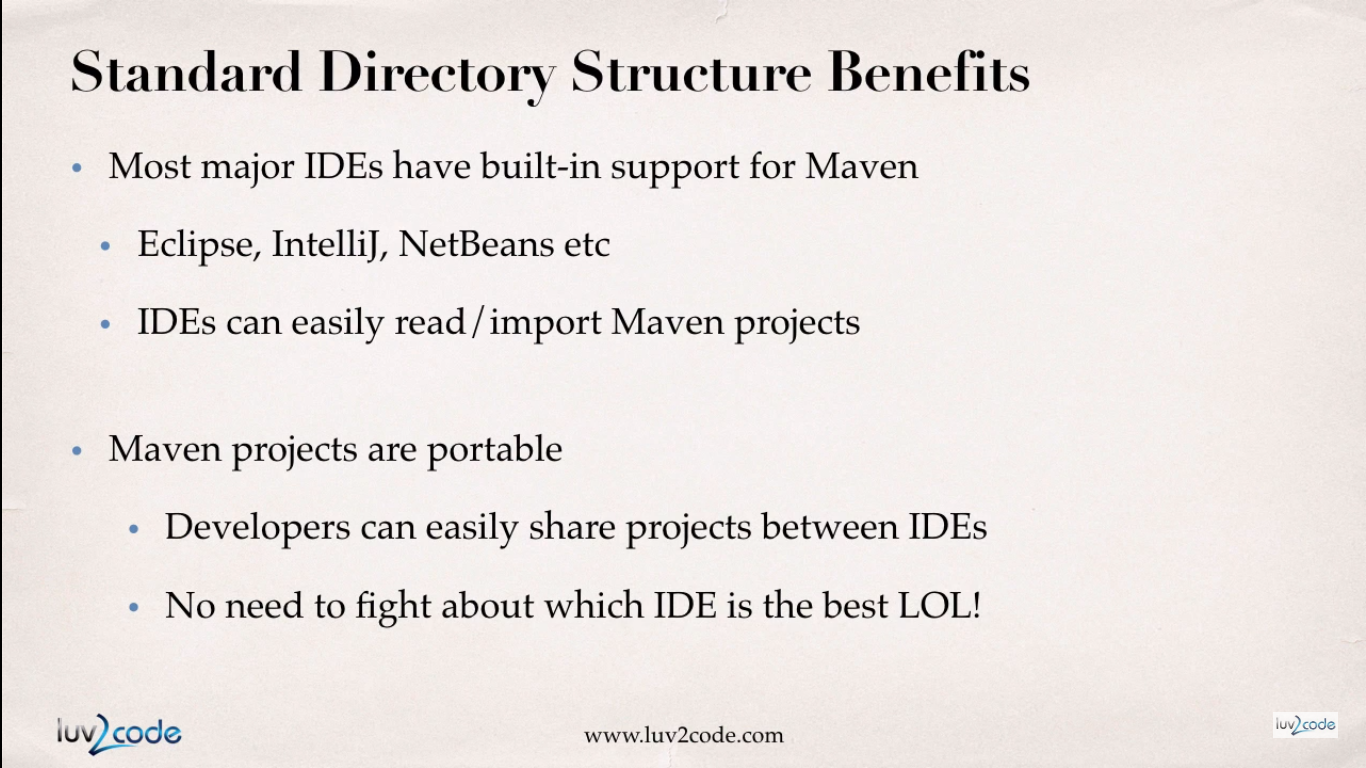 Standard Directory Structure Benefits
• Most major IDEs have built-in support for Maven
• Eclipse, IntelliJ, NetBeans etc
• IDEs can easily read/import Maven projects
• Maven projects are portable
• Developers can easily share projects between IDEs
• No need to fight about which IDE is the best LOL!
luv2code
www.luv2code.com
luv2code